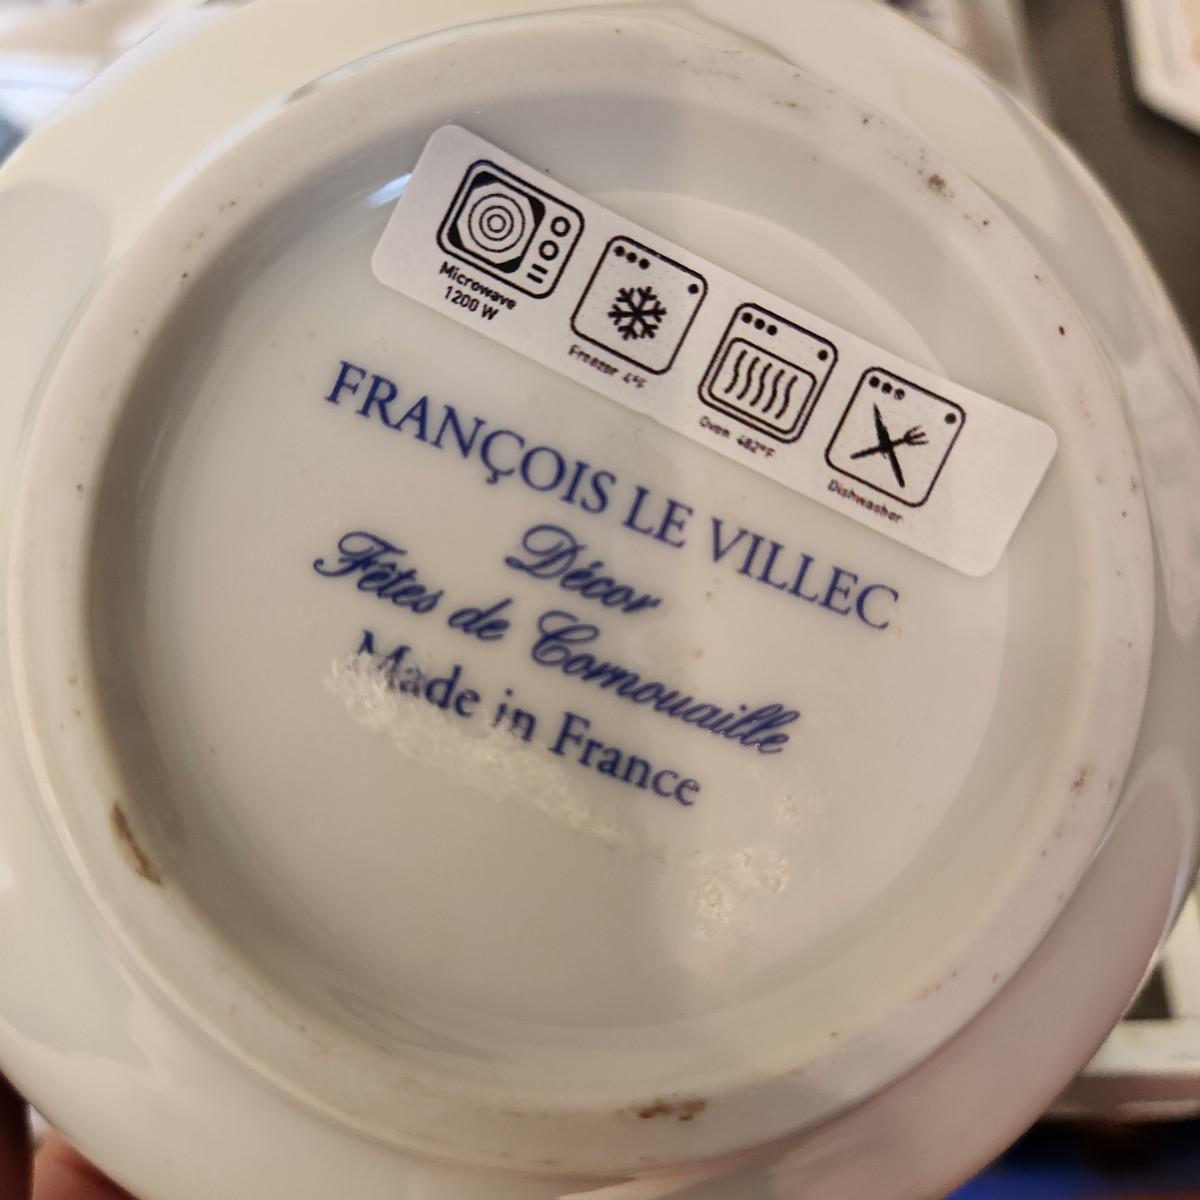 Microwave
1200 W
Freezer 4°F
Oven 482°F
Dishwasher
FRANÇOIS LE VILLEC
Décor
Fêtes de Cornouaille
Made in France